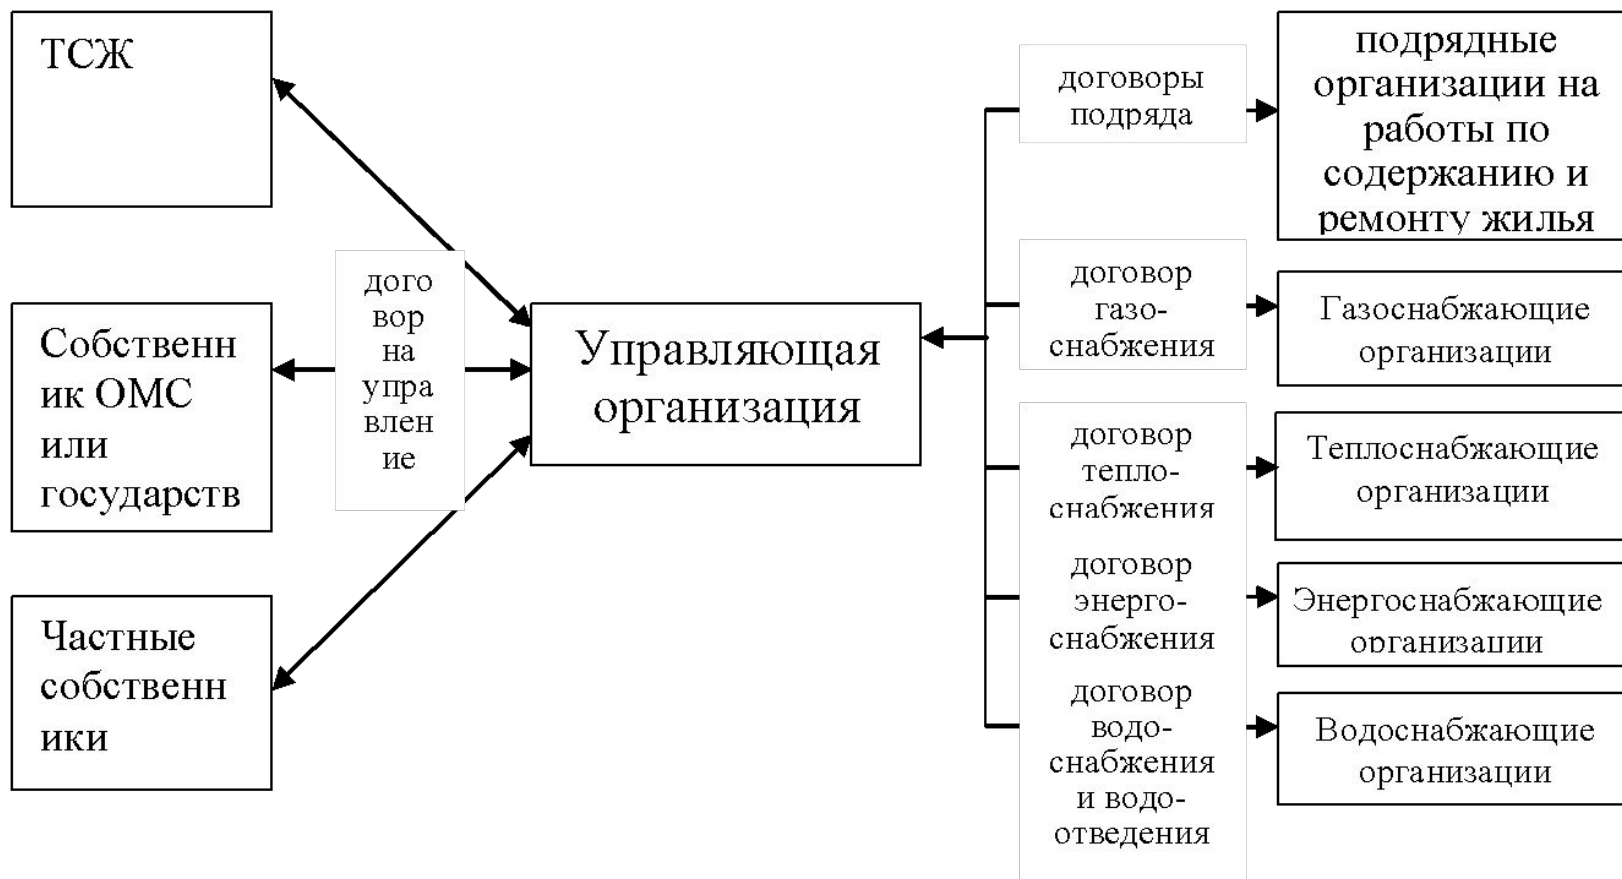 ТСЖ
Собственн
ик ОМС
или
государств
Частные
собственн
ики
дого
вор
на
упра
влен
ие
Управляющая
организация
договоры
подряда
договор
газо-
снабжения
договор
тепло-
снабжения
договор
энерго-
снабжения
договор
водо-
снабжения
и водо-
отведения
подрядные
организации на
работы по
содержанию и
ремонту жилья
Газоснабжающие
организации
Теплоснабжающие
организации
Энергоснабжающие
организации
Водоснабжающие
организации